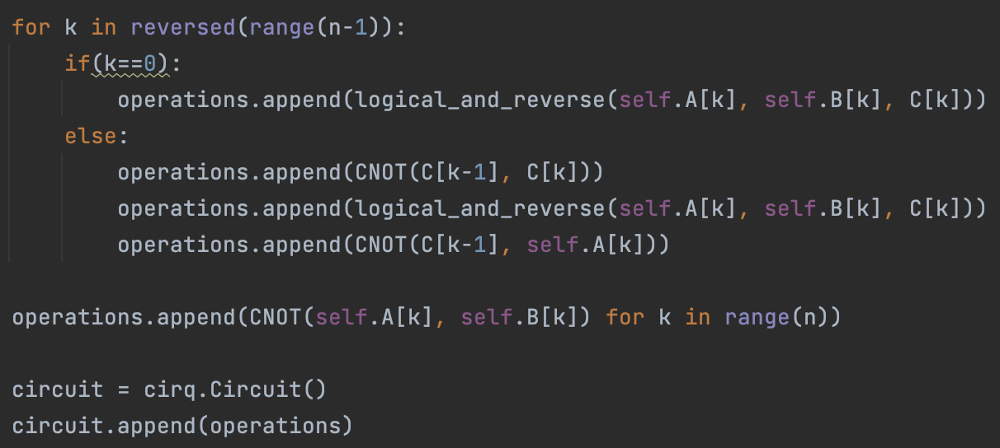 for k in reversed(range(n-1)):
    if(k==0):
        operations.append(logical_and_reverse(self.A[k], self.B[k], C[k]))
    else:
        operations.append(CNOT(C[k-1], C[k]))
        operations.append(logical_and_reverse(self.A[k], self.B[k], C[k]))
        operations.append(CNOT(C[k-1], self.A[k]))

operations.append(CNOT(self.A[k], self.B[k]) for k in range(n))

circuit = cirq.Circuit()
circuit.append(operations)